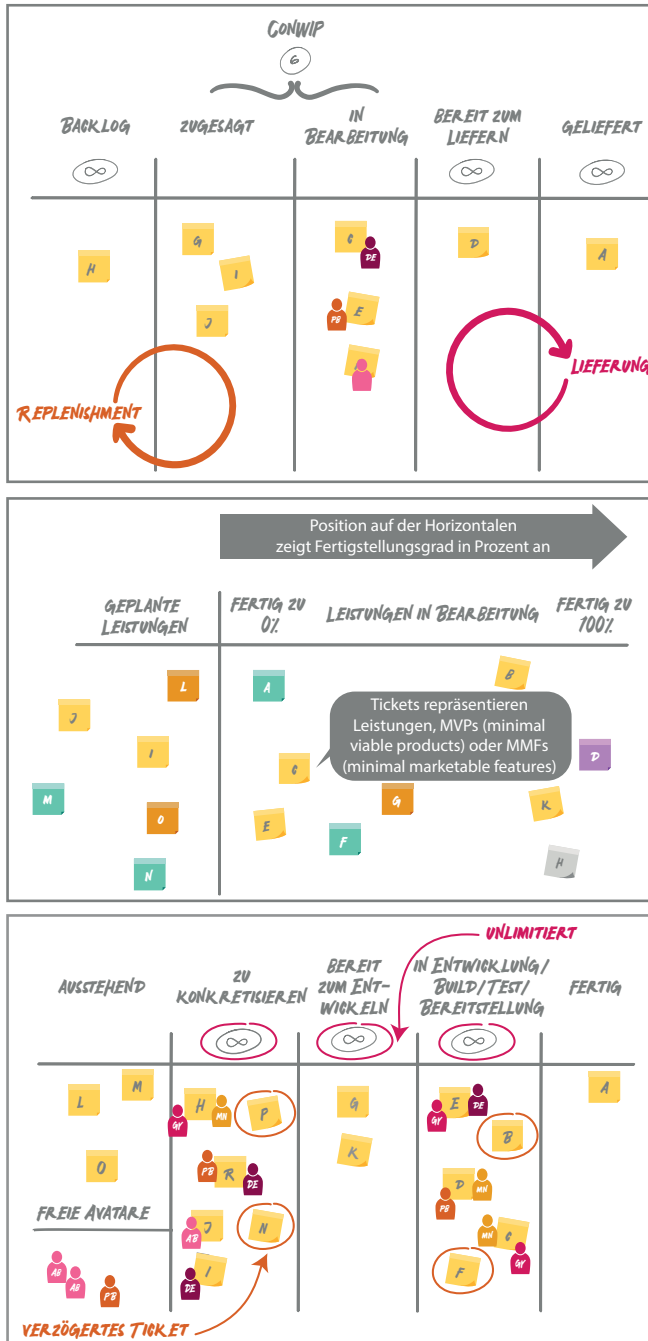 CONWIP
6
BACKLOG
ZUGESAGT
IN
BEARBEITUNG
BEREIT ZUM
LIEFERN
GELIEFERT
∞
∞
∞
H
G
I
J
C
DE
PB
E
D
A
REPLENISHMENT
LIEFERUNG
Position auf der Horizontalen
zeigt Fertigstellungsgrad in Prozent an
GEPLANTE
LEISTUNGEN
FERTIG ZU
0%
LEISTUNGEN IN BEARBEITUNG
FERTIG ZU
100%
L
J
I
M
O
N
A
B
Tickets repräsentieren
Leistungen, MVPs (minimal
viable products) oder MMFs
(minimal marketable features)
C
D
G
E
F
K
H
UNLIMITIERT
AUSSTEHEND
ZU
KONKRETISIEREN
BEREIT
ZUM ENT-
WICKELN
IN ENTWICKLUNG/
BUILD/TEST/
BEREITSTELLUNG
FERTIG
∞
∞
∞
L
M
O
H
GY
MN
P
PB
R
DE
J
AB
N
I
DE
G
K
E
GY
DE
B
D
PB
MN
MN
C
GY
F
A
FREIE AVATARE
AB
AB
PB
VERZÖGERTES TICKET